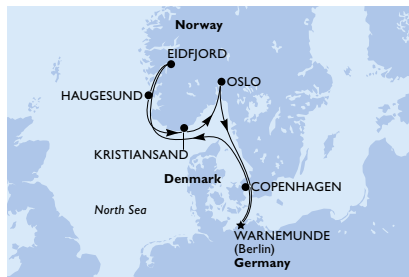 Norway
EIDFJORD
OSLO
HAUGESUND
KRISTIANSAND
Denmark
COPENHAGEN
North Sea
WARNEMUNDE
(Berlin)
Germany